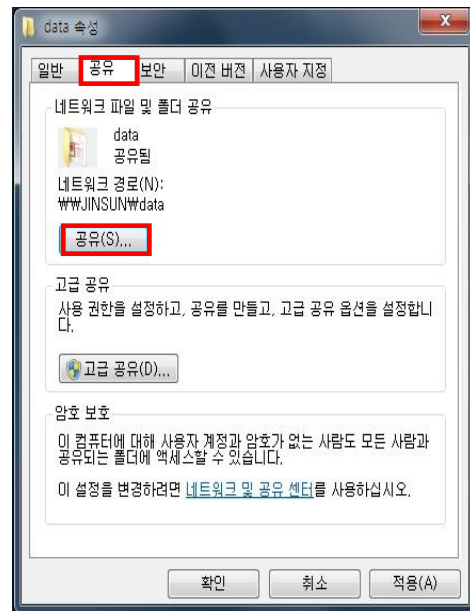 data 속성
일반 공유 보안 이전 버전 사용자 지정
네트워크 파일 및 폴더 공유
data
공유됨
네트워크 경로(N):
₩₩JINSUN₩data
공유(S)...
고급 공유
사용 권한을 설정하고, 공유를 만들고, 고급 공유 옵션을 설정합니
다.
고급 공유(D)...
암호 보호
이 컴퓨터에 대해 사용자 계정과 암호가 없는 사람도 모든 사람과
공유되는 폴더에 액세스할 수 있습니다.
이 설정을 변경하려면 네트워크 및 공유 센터를 사용하십시오.
확인 취소 적용(A)